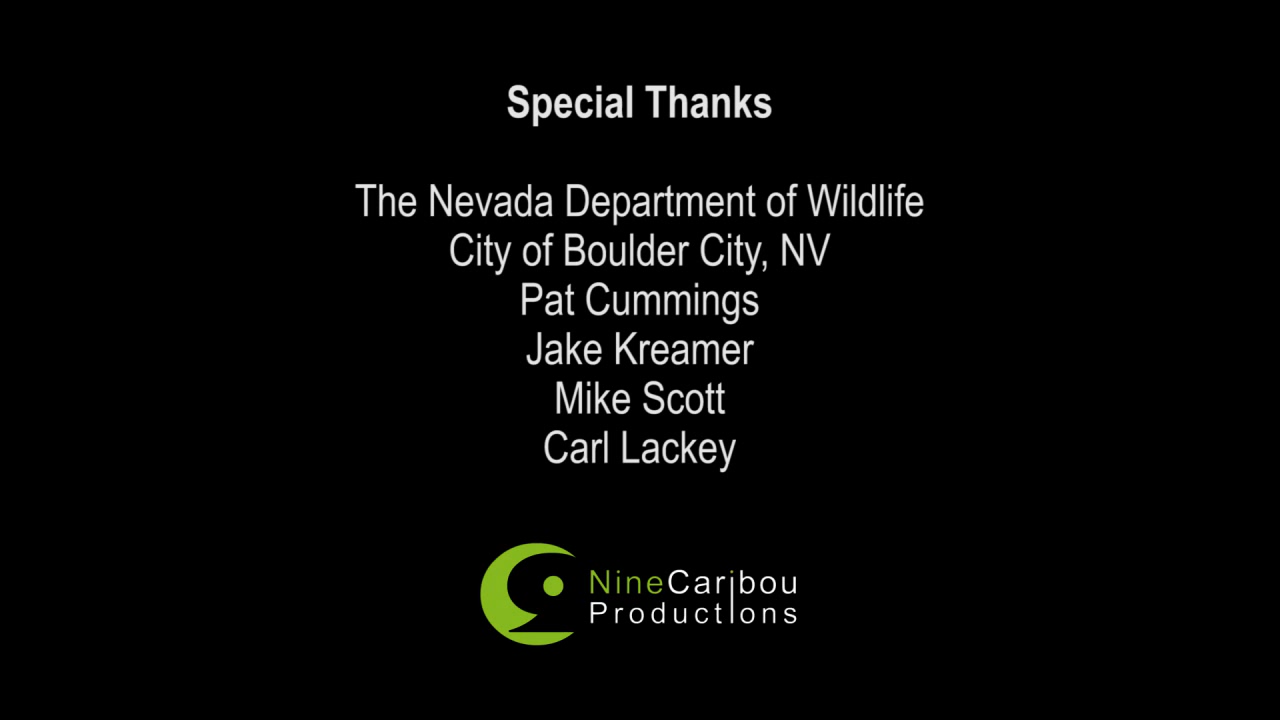 Special Thanks
The Nevada Department of Wildlife
City of Boulder City, NV
Pat Cummings
Jake Kreamer
Mike Scott
Carl Lackey
NineCaribou
Productions